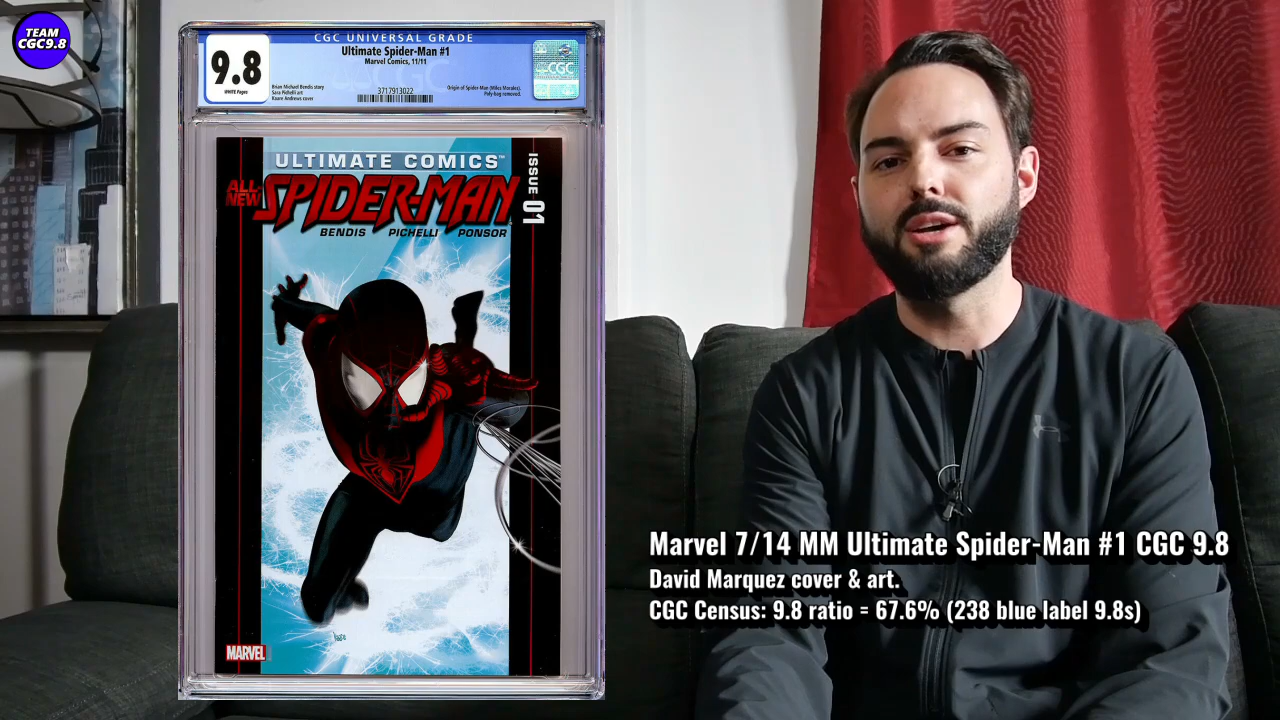 TEAM
CGC9.8
CGC UNIVERSAL GRADE
9.8
WHITE Pages
Ultimate Spider-Man #1
Marvel Comics, 11/11
Brian Michael Bendis story
Sara Pichelli art
Kaare Andrews cover
3717913022
Origin of Spider-Man (Miles Morales).
Poly-bag removed.
CGC
ULTIMATE COMICS™
ALL
NEW
SPIDER-MAN
ISSUE 01
BENDIS PICHELLI PONSOR
MARVEL
Marvel 7/14 MM Ultimate Spider-Man #1 CGC 9.8
David Marquez cover & art.
CGC Census: 9.8 ratio = 67.6% (238 blue label 9.8s)